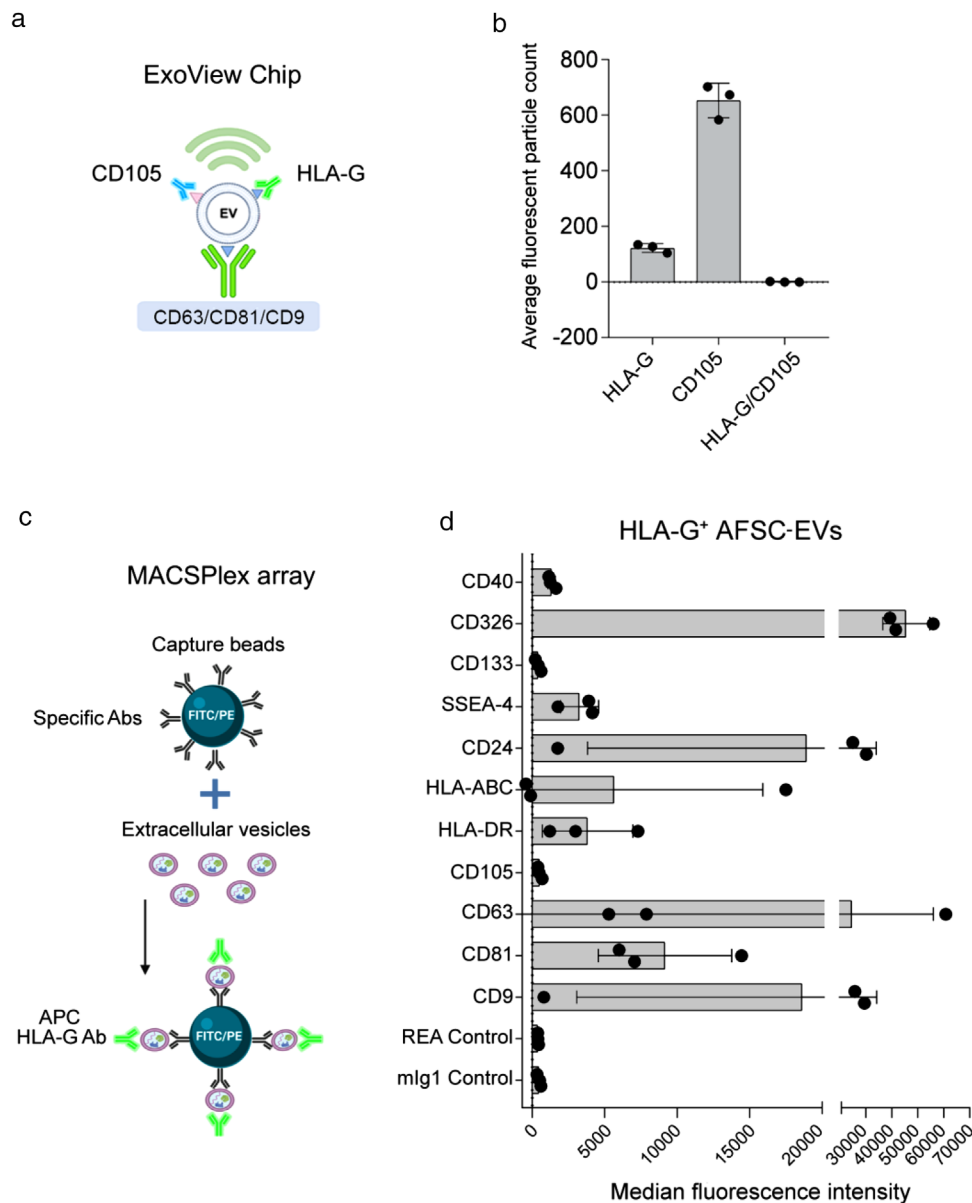 a
ExoView Chip
CD105
HLA-G
EV
CD63/CD81/CD9
b
Average fluorescent particle count
800
600
400
200
0
-200
HLA-G
CD105
HLA-G/CD105
c
MACSPlex array
Capture beads
Specific Abs
FITC/PE
Extracellular vesicles
APC
HLA-G Ab
FITC/PE
d
HLA-G⁺ AFSC-EVs
CD40
CD326
CD133
SSEA-4
CD24
HLA-ABC
HLA-DR
CD105
CD63
CD81
CD9
REA Control
mIg1 Control
0
5000
10000
15000
20000
30000
40000
50000
60000
70000
Median fluorescence intensity